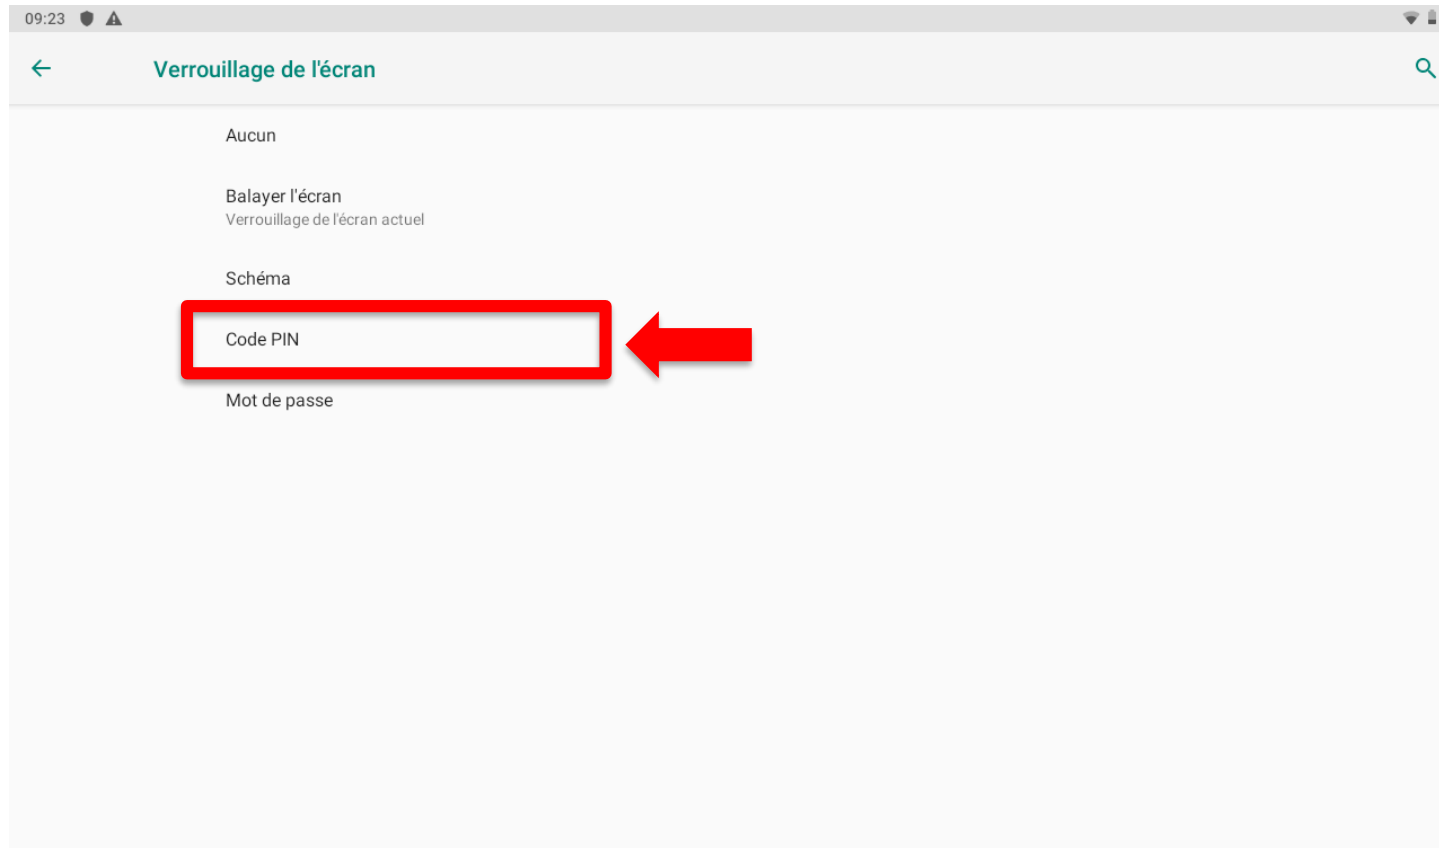 09:23
Verrouillage de l'écran
Aucun
Balayer l'écran
Verrouillage de l'écran actuel
Schéma
Code PIN
Mot de passe